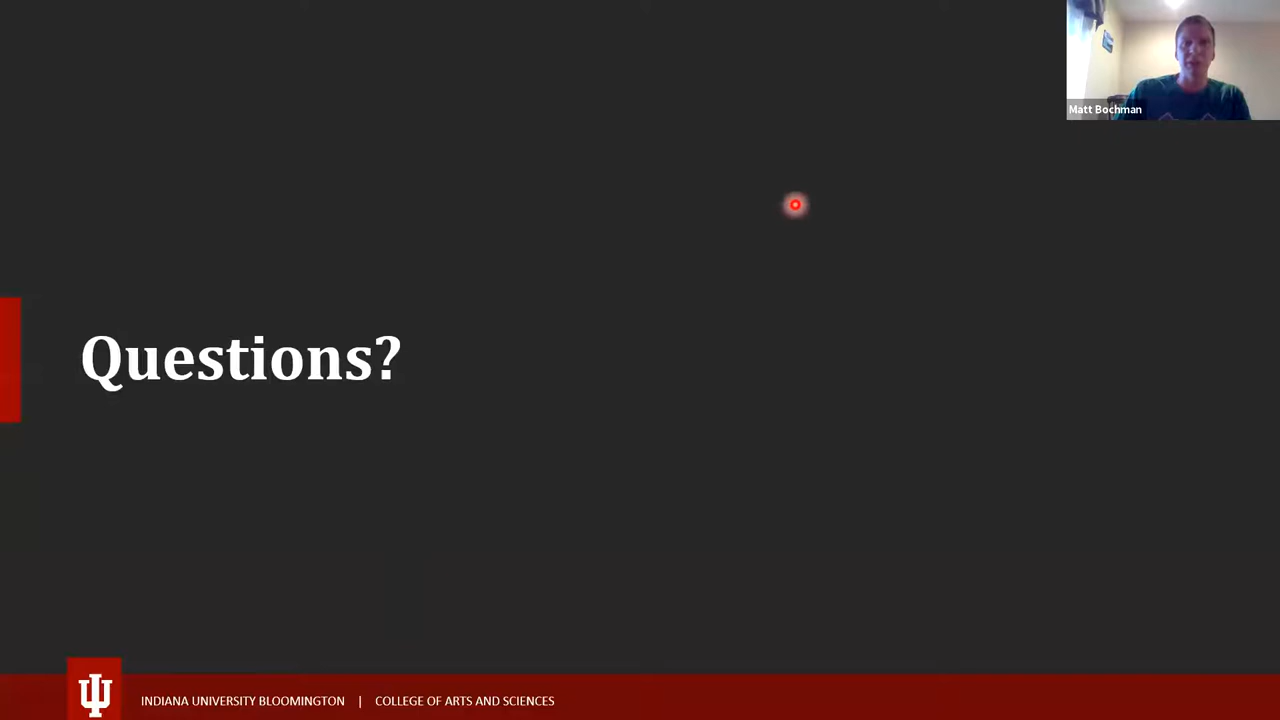 Matt Bochman
Questions?
INDIANA UNIVERSITY BLOOMINGTON | COLLEGE OF ARTS AND SCIENCES